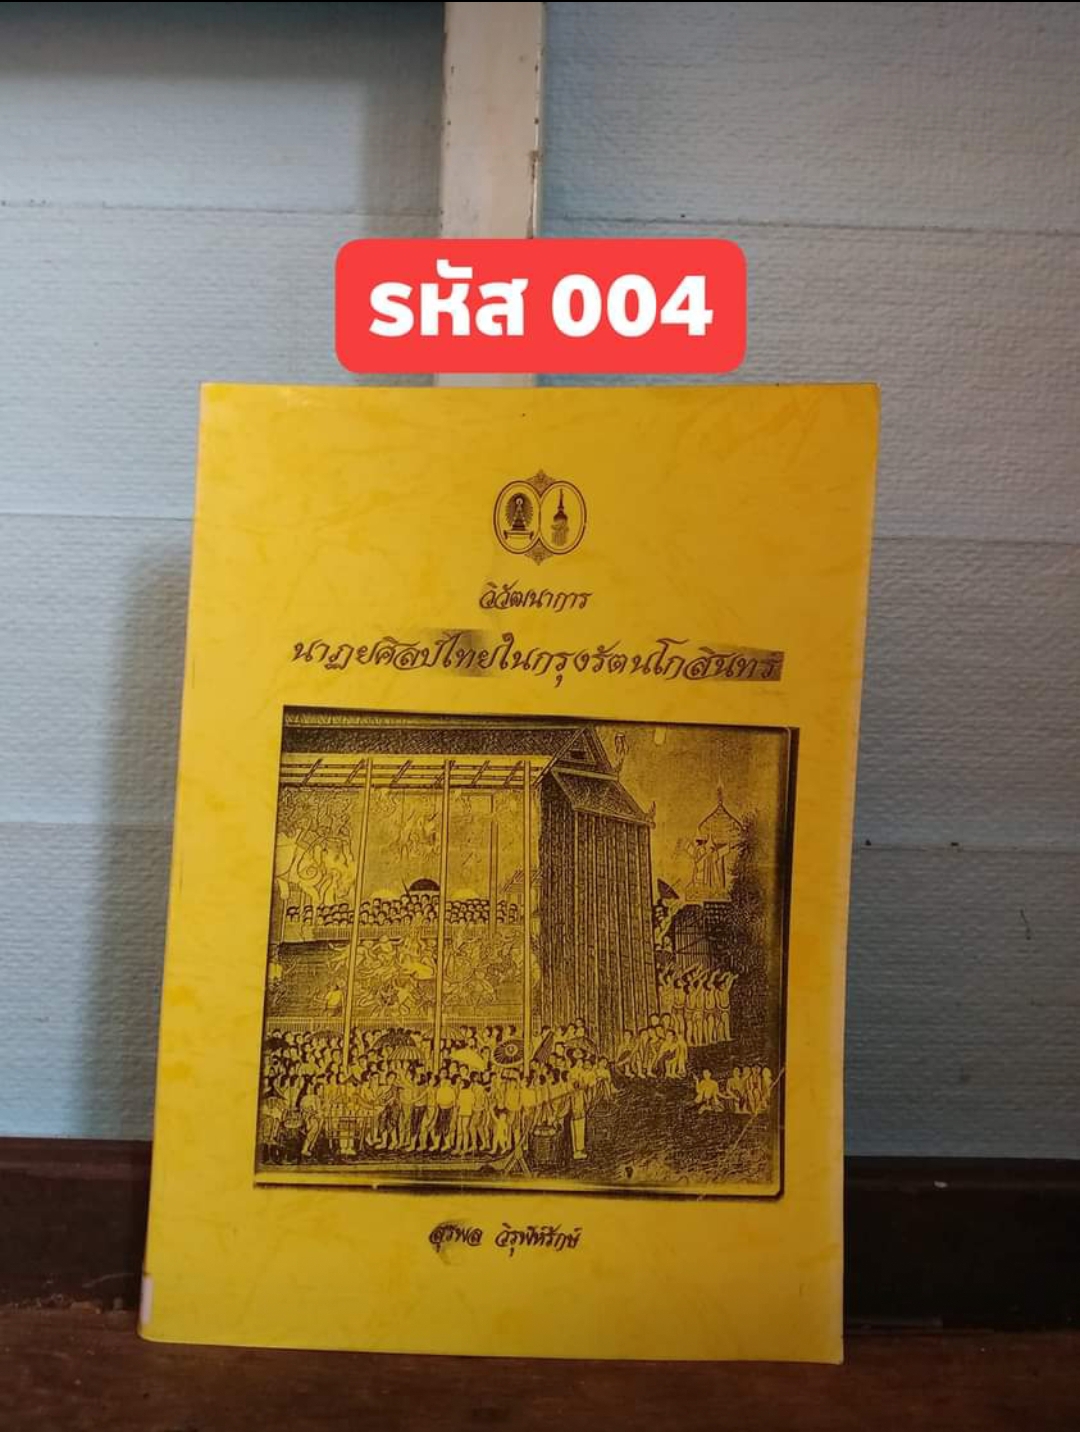 รหัส 004
วิวัฒนาการ
นาฏยศิลป์ไทยในกรุงรัตนโกสินทร์
สุรพล วิรุฬห์รักษ์